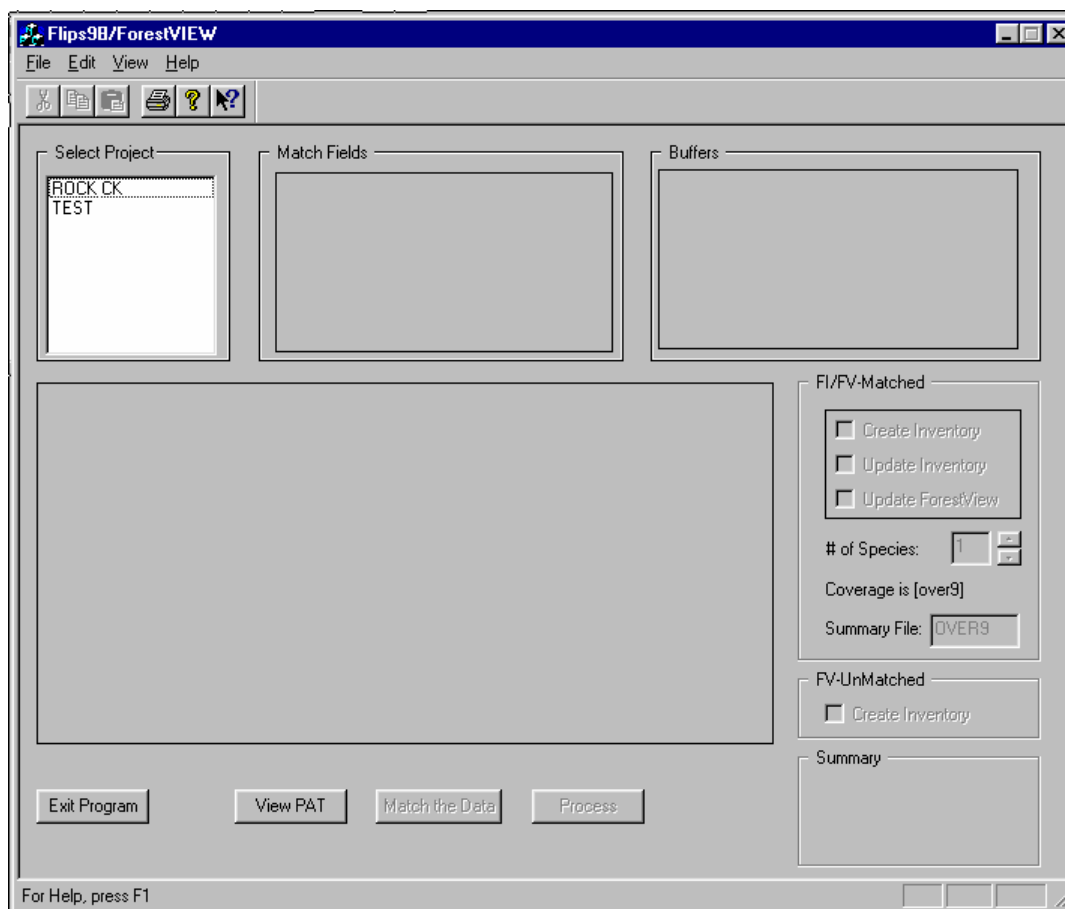 Flips98/ForestVIEW
File Edit View Help
Select Project
ROCK CK
TEST
Match Fields
Buffers
FI/FV-Matched
Create Inventory
Update Inventory
Update ForestView
# of Species: 1
Coverage is [over9]
Summary File: OVER9
FV-UnMatched
Create Inventory
Summary
Exit Program View PAT Match the Data Process
For Help, press F1